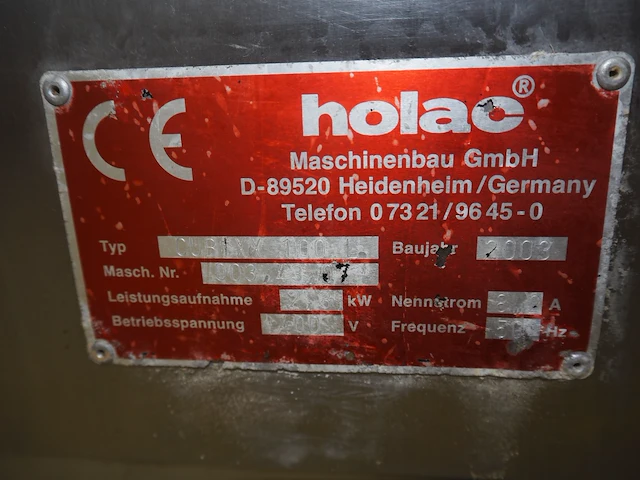 CE
holac®
Maschinenbau GmbH
D-89520 Heidenheim/Germany
Telefon 07321/9645-0
Typ Baujahr 2003
Masch. Nr.
Leistungsaufnahme kW Nennstrom A
Betriebsspannung V Frequenz Hz